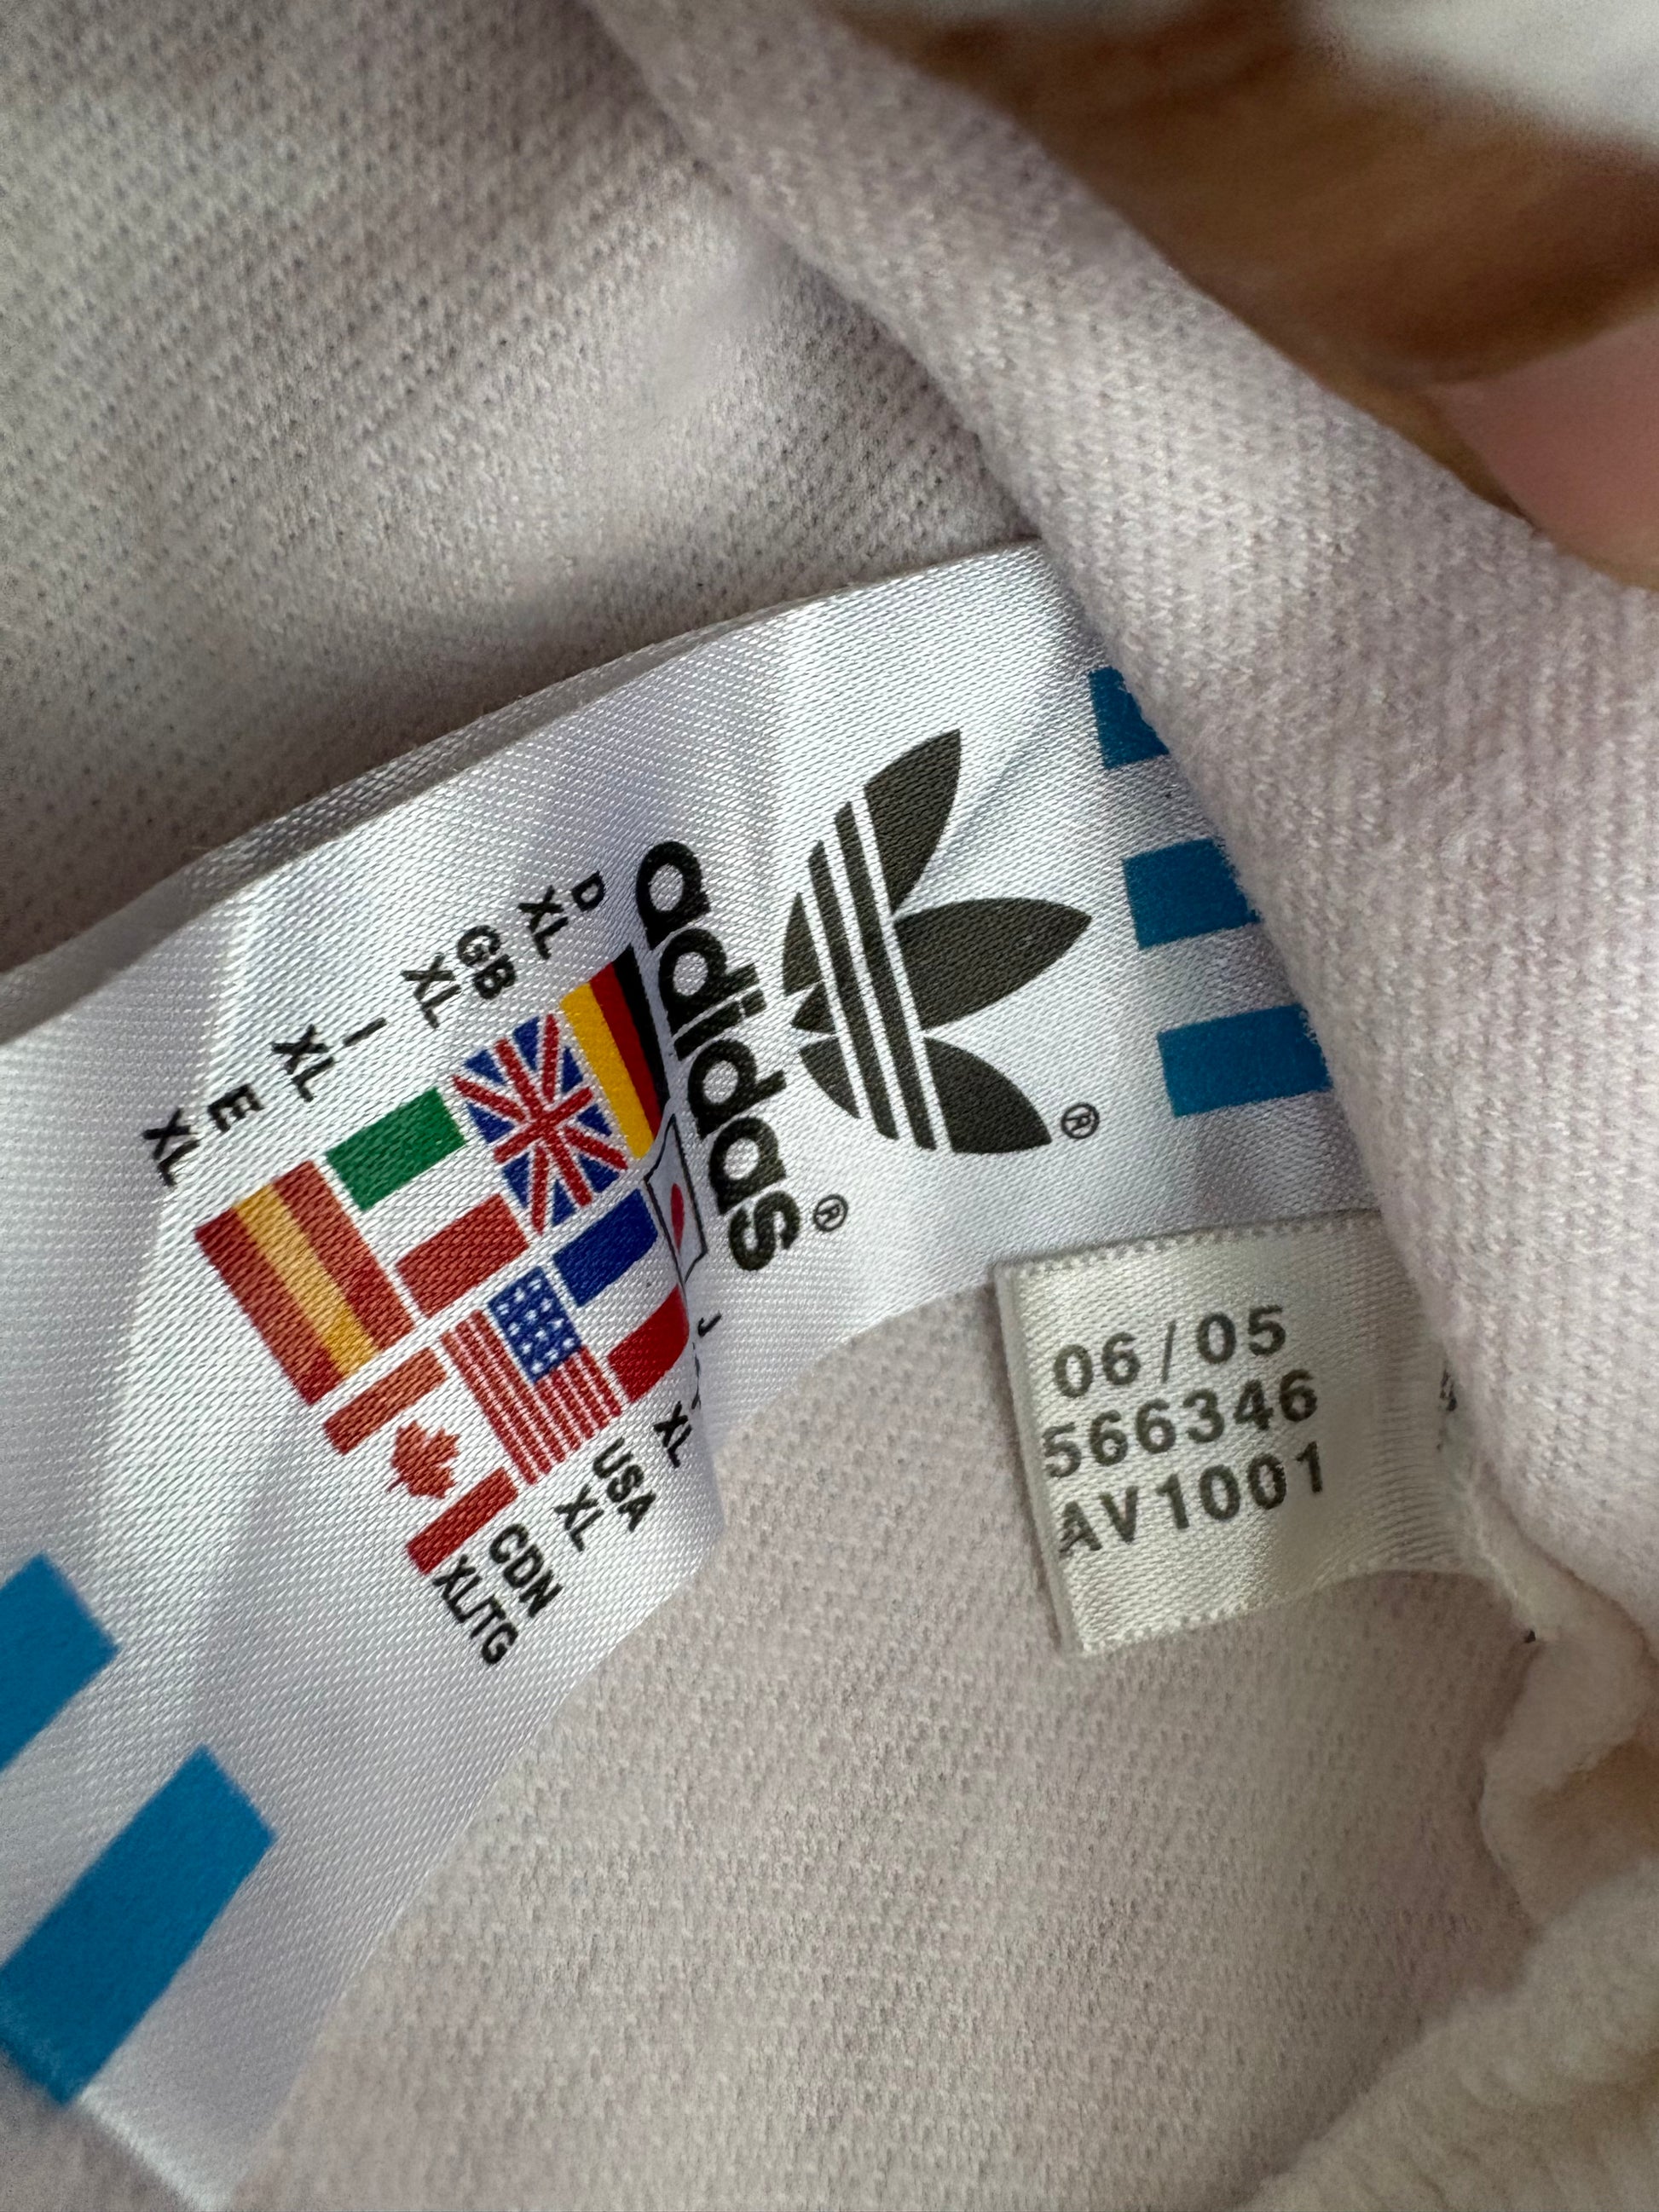 adidas®
®
D
XL
GB
XL
I
XL
E
XL
J
XL
USA
XL
CDN
XL/TG
06/05
566346
AV1001